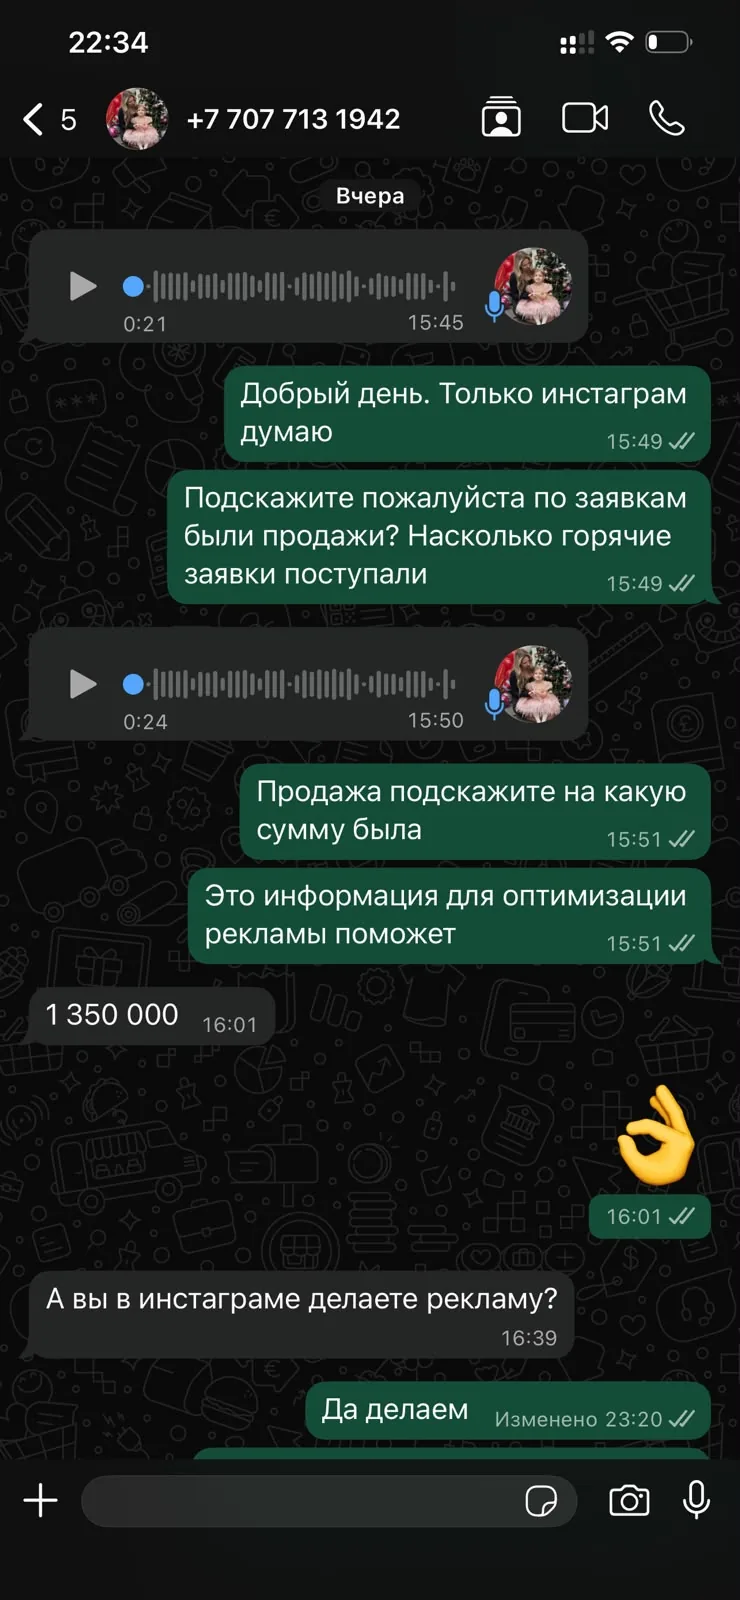 22:34
5
+7 707 713 1942
Вчера
0:21
15:45
Добрый день. Только инстаграм
думаю
15:49
Подскажите пожалуйста по заявкам
были продажи? Насколько горячие
заявки поступали
15:49
0:24
15:50
Продажа подскажите на какую
сумму была
15:51
Это информация для оптимизации
рекламы поможет
15:51
1 350 000
16:01
16:01
А вы в инстаграме делаете рекламу?
16:39
Да делаем
Изменено 23:20